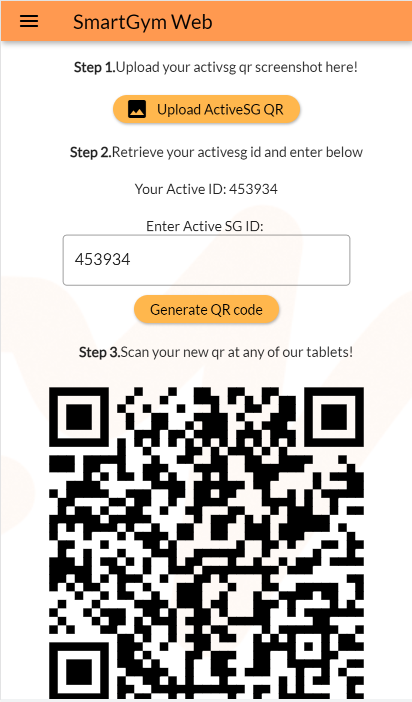 SmartGym Web
Step 1.Upload your activsg qr screenshot here!
Upload ActiveSG QR
Step 2.Retrieve your activesg id and enter below
Your Active ID: 453934
Enter Active SG ID:
453934
Generate QR code
Step 3.Scan your new qr at any of our tablets!